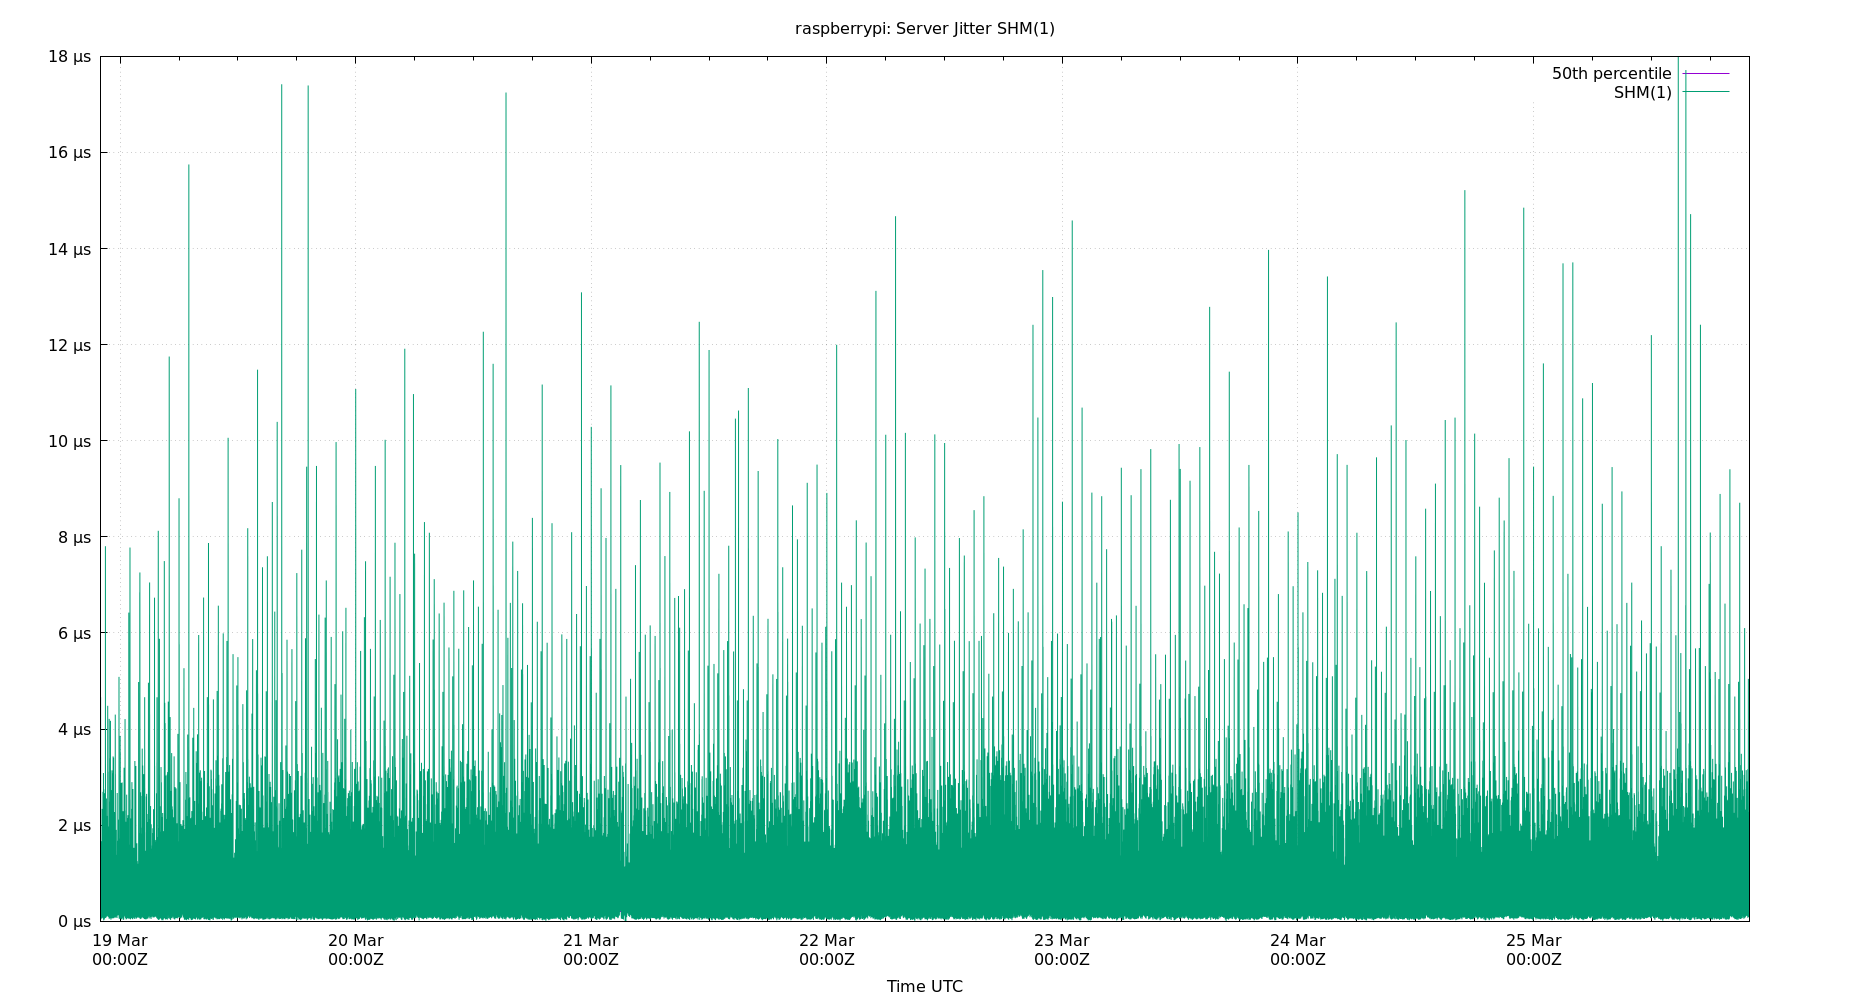 raspberrypi: Server Jitter SHM(1)
18 µs
16 µs
14 µs
12 µs
10 µs
8 µs
6 µs
4 µs
2 µs
0 µs
50th percentile
SHM(1)
19 Mar 20 Mar 21 Mar 22 Mar 23 Mar 24 Mar 25 Mar
00:00Z 00:00Z 00:00Z 00:00Z 00:00Z 00:00Z 00:00Z
Time UTC